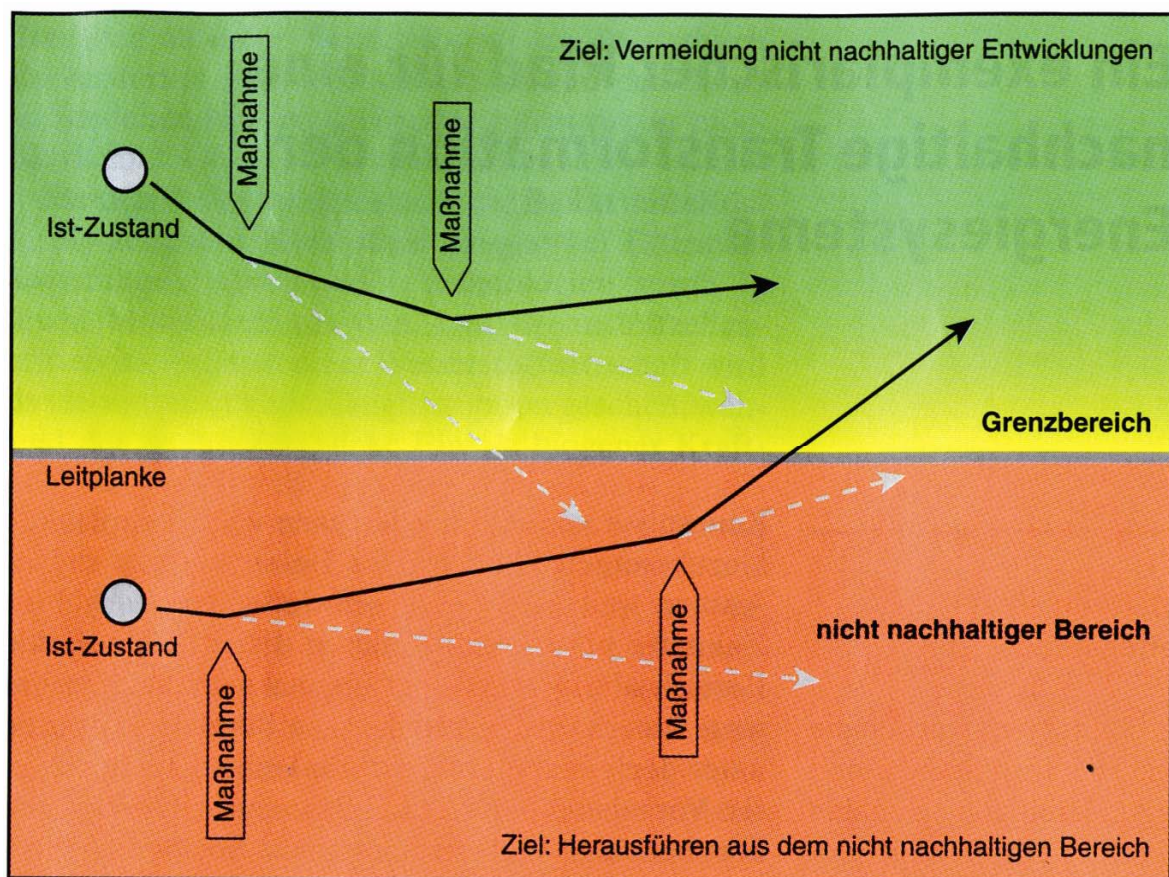 Ziel: Vermeidung nicht nachhaltiger Entwicklungen
Maßnahme
Maßnahme
Ist-Zustand
Grenzbereich
Leitplanke
Ist-Zustand
nicht nachhaltiger Bereich
Maßnahme
Maßnahme
Ziel: Herausführen aus dem nicht nachhaltigen Bereich